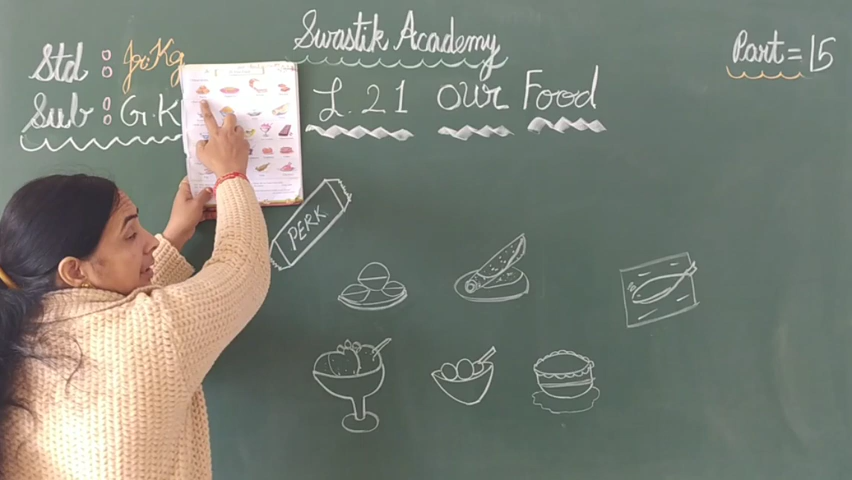 Swastik Academy
Part = 15
Std : Jr.Kg
Sub : G.K
L.21 our Food
PERK